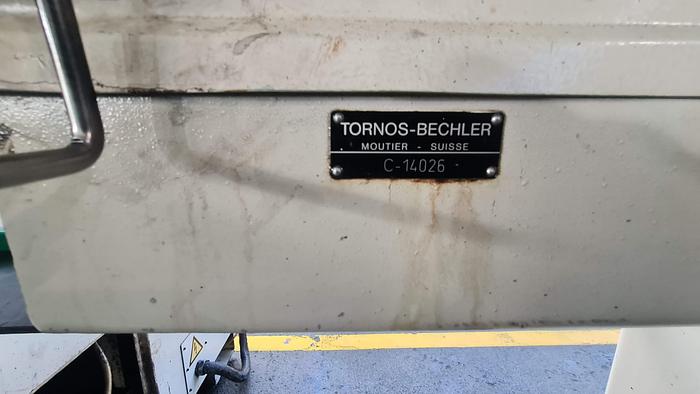 TORNOS-BECHLER
MOUTIER - SUISSE
C-14026